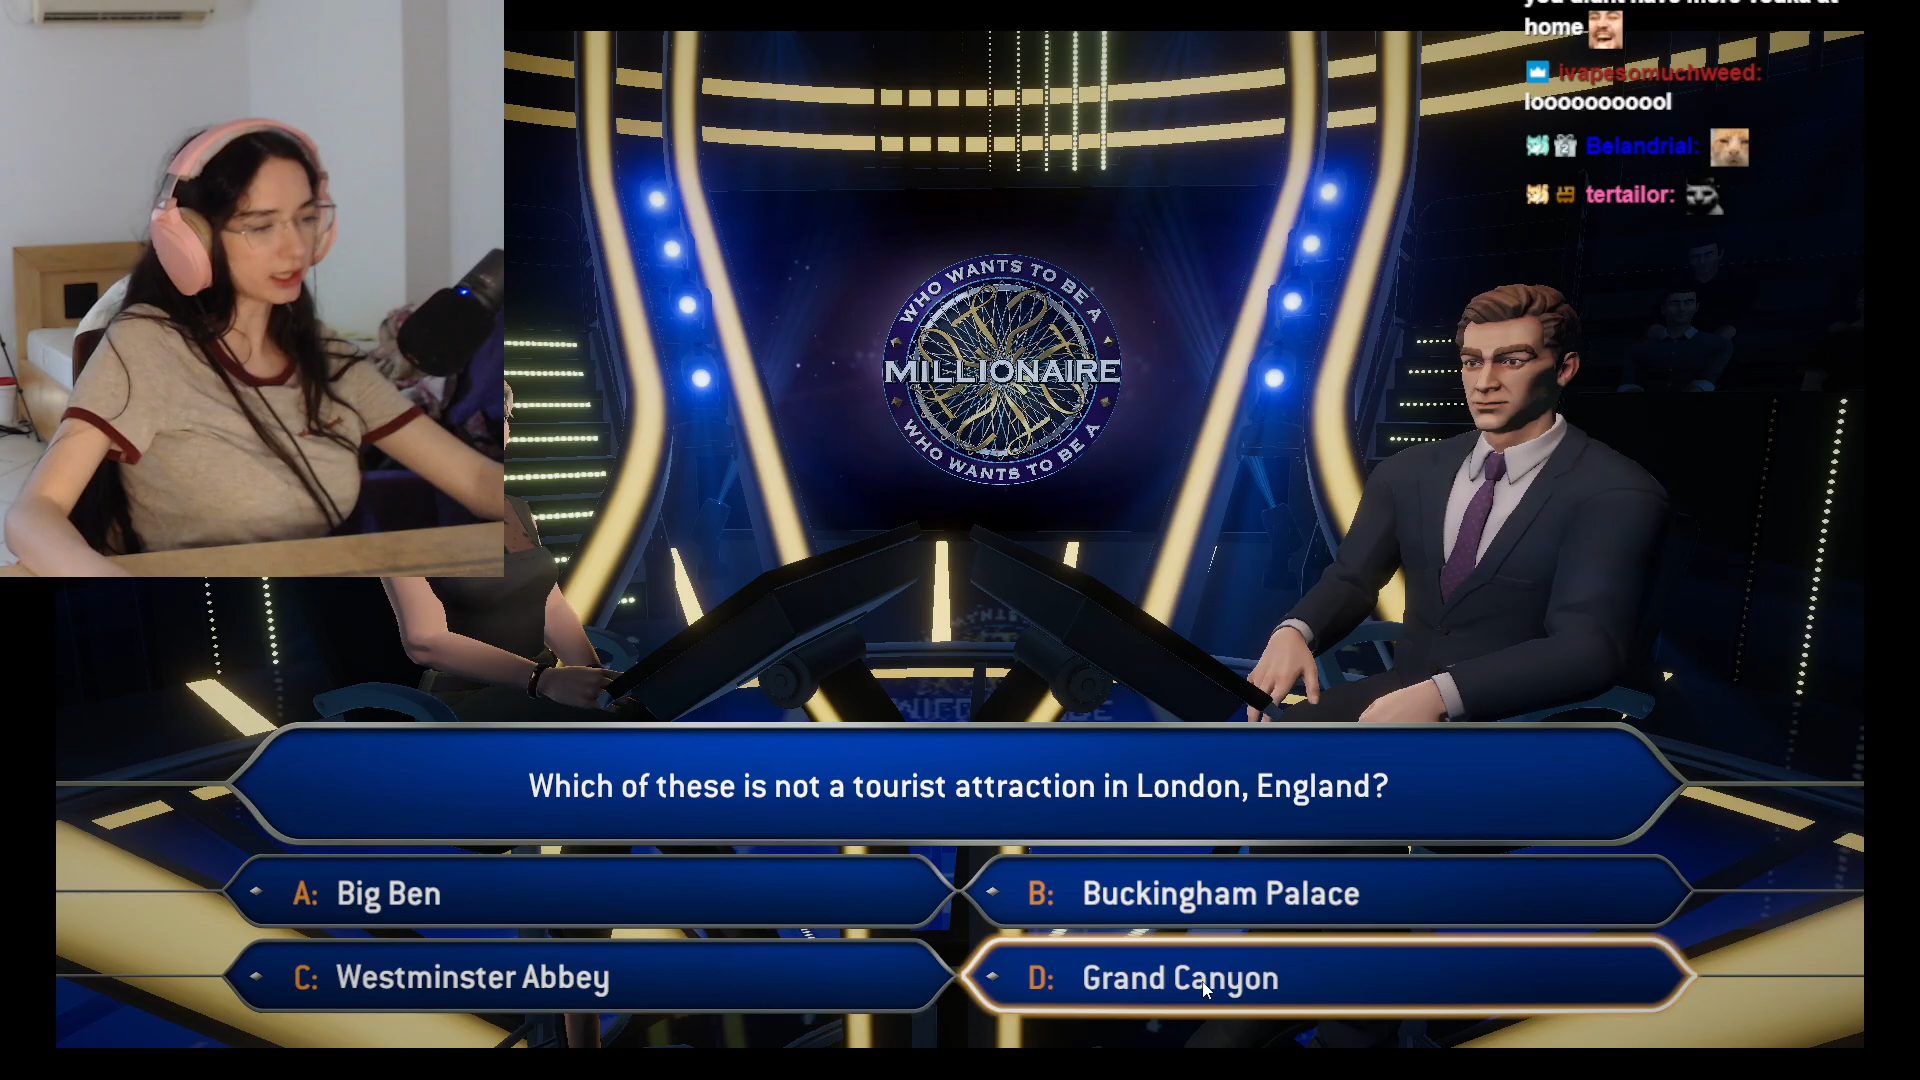 home
ivapesomuchweed:
looooooooool
Belandrial:
tertailor:
WHO WANTS TO BE A
MILLIONAIRE
WHO WANTS TO BE A
Which of these is not a tourist attraction in London, England?
A: Big Ben
B: Buckingham Palace
C: Westminster Abbey
D: Grand Canyon